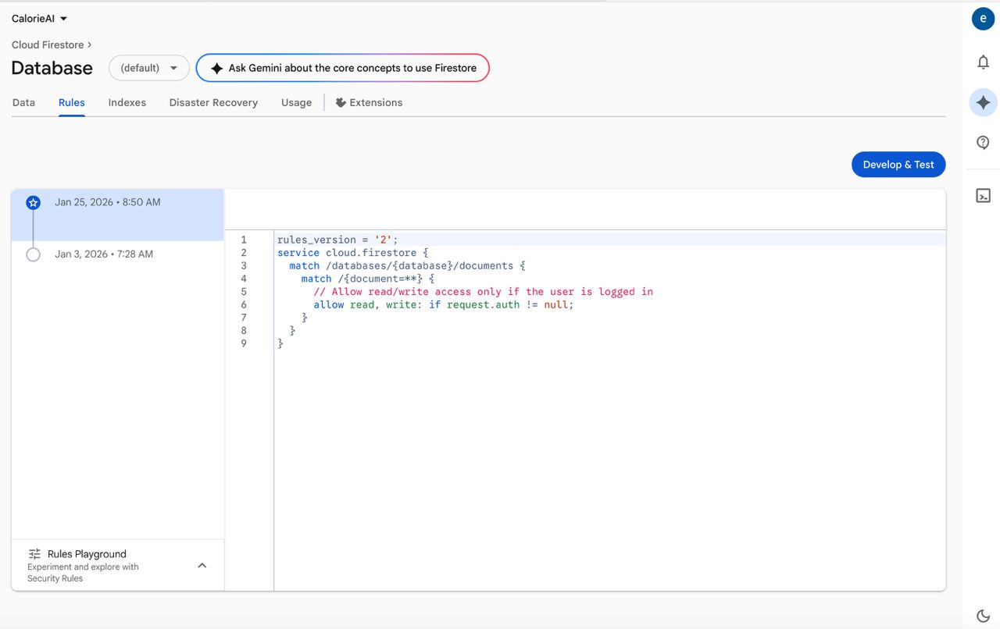 CalorieAI
e
Cloud Firestore >
Database (default) Ask Gemini about the core concepts to use Firestore
Data Rules Indexes Disaster Recovery Usage Extensions
Develop & Test
Jan 25, 2026 • 8:50 AM
Jan 3, 2026 • 7:28 AM
1 rules_version = '2';
2 service cloud.firestore {
3   match /databases/{database}/documents {
4     match /{document=**} {
5       // Allow read/write access only if the user is logged in
6       allow read, write: if request.auth != null;
7     }
8   }
9 }
Rules Playground
Experiment and explore with
Security Rules